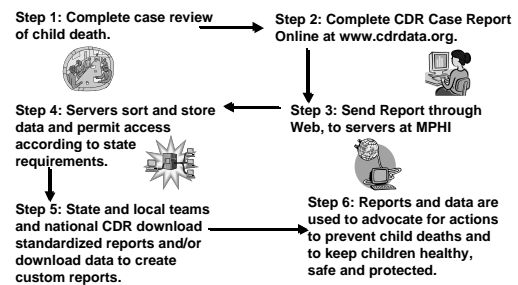 Step 1: Complete case review
of child death.
Step 2: Complete CDR Case Report
Online at www.cdrdata.org.
Step 3: Send Report through
Web, to servers at MPHI
Step 4: Servers sort and store
data and permit access
according to state
requirements.
Step 5: State and local teams
and national CDR download
standardized reports and/or
download data to create
custom reports.
Step 6: Reports and data are
used to advocate for actions
to prevent child deaths and
to keep children healthy,
safe and protected.